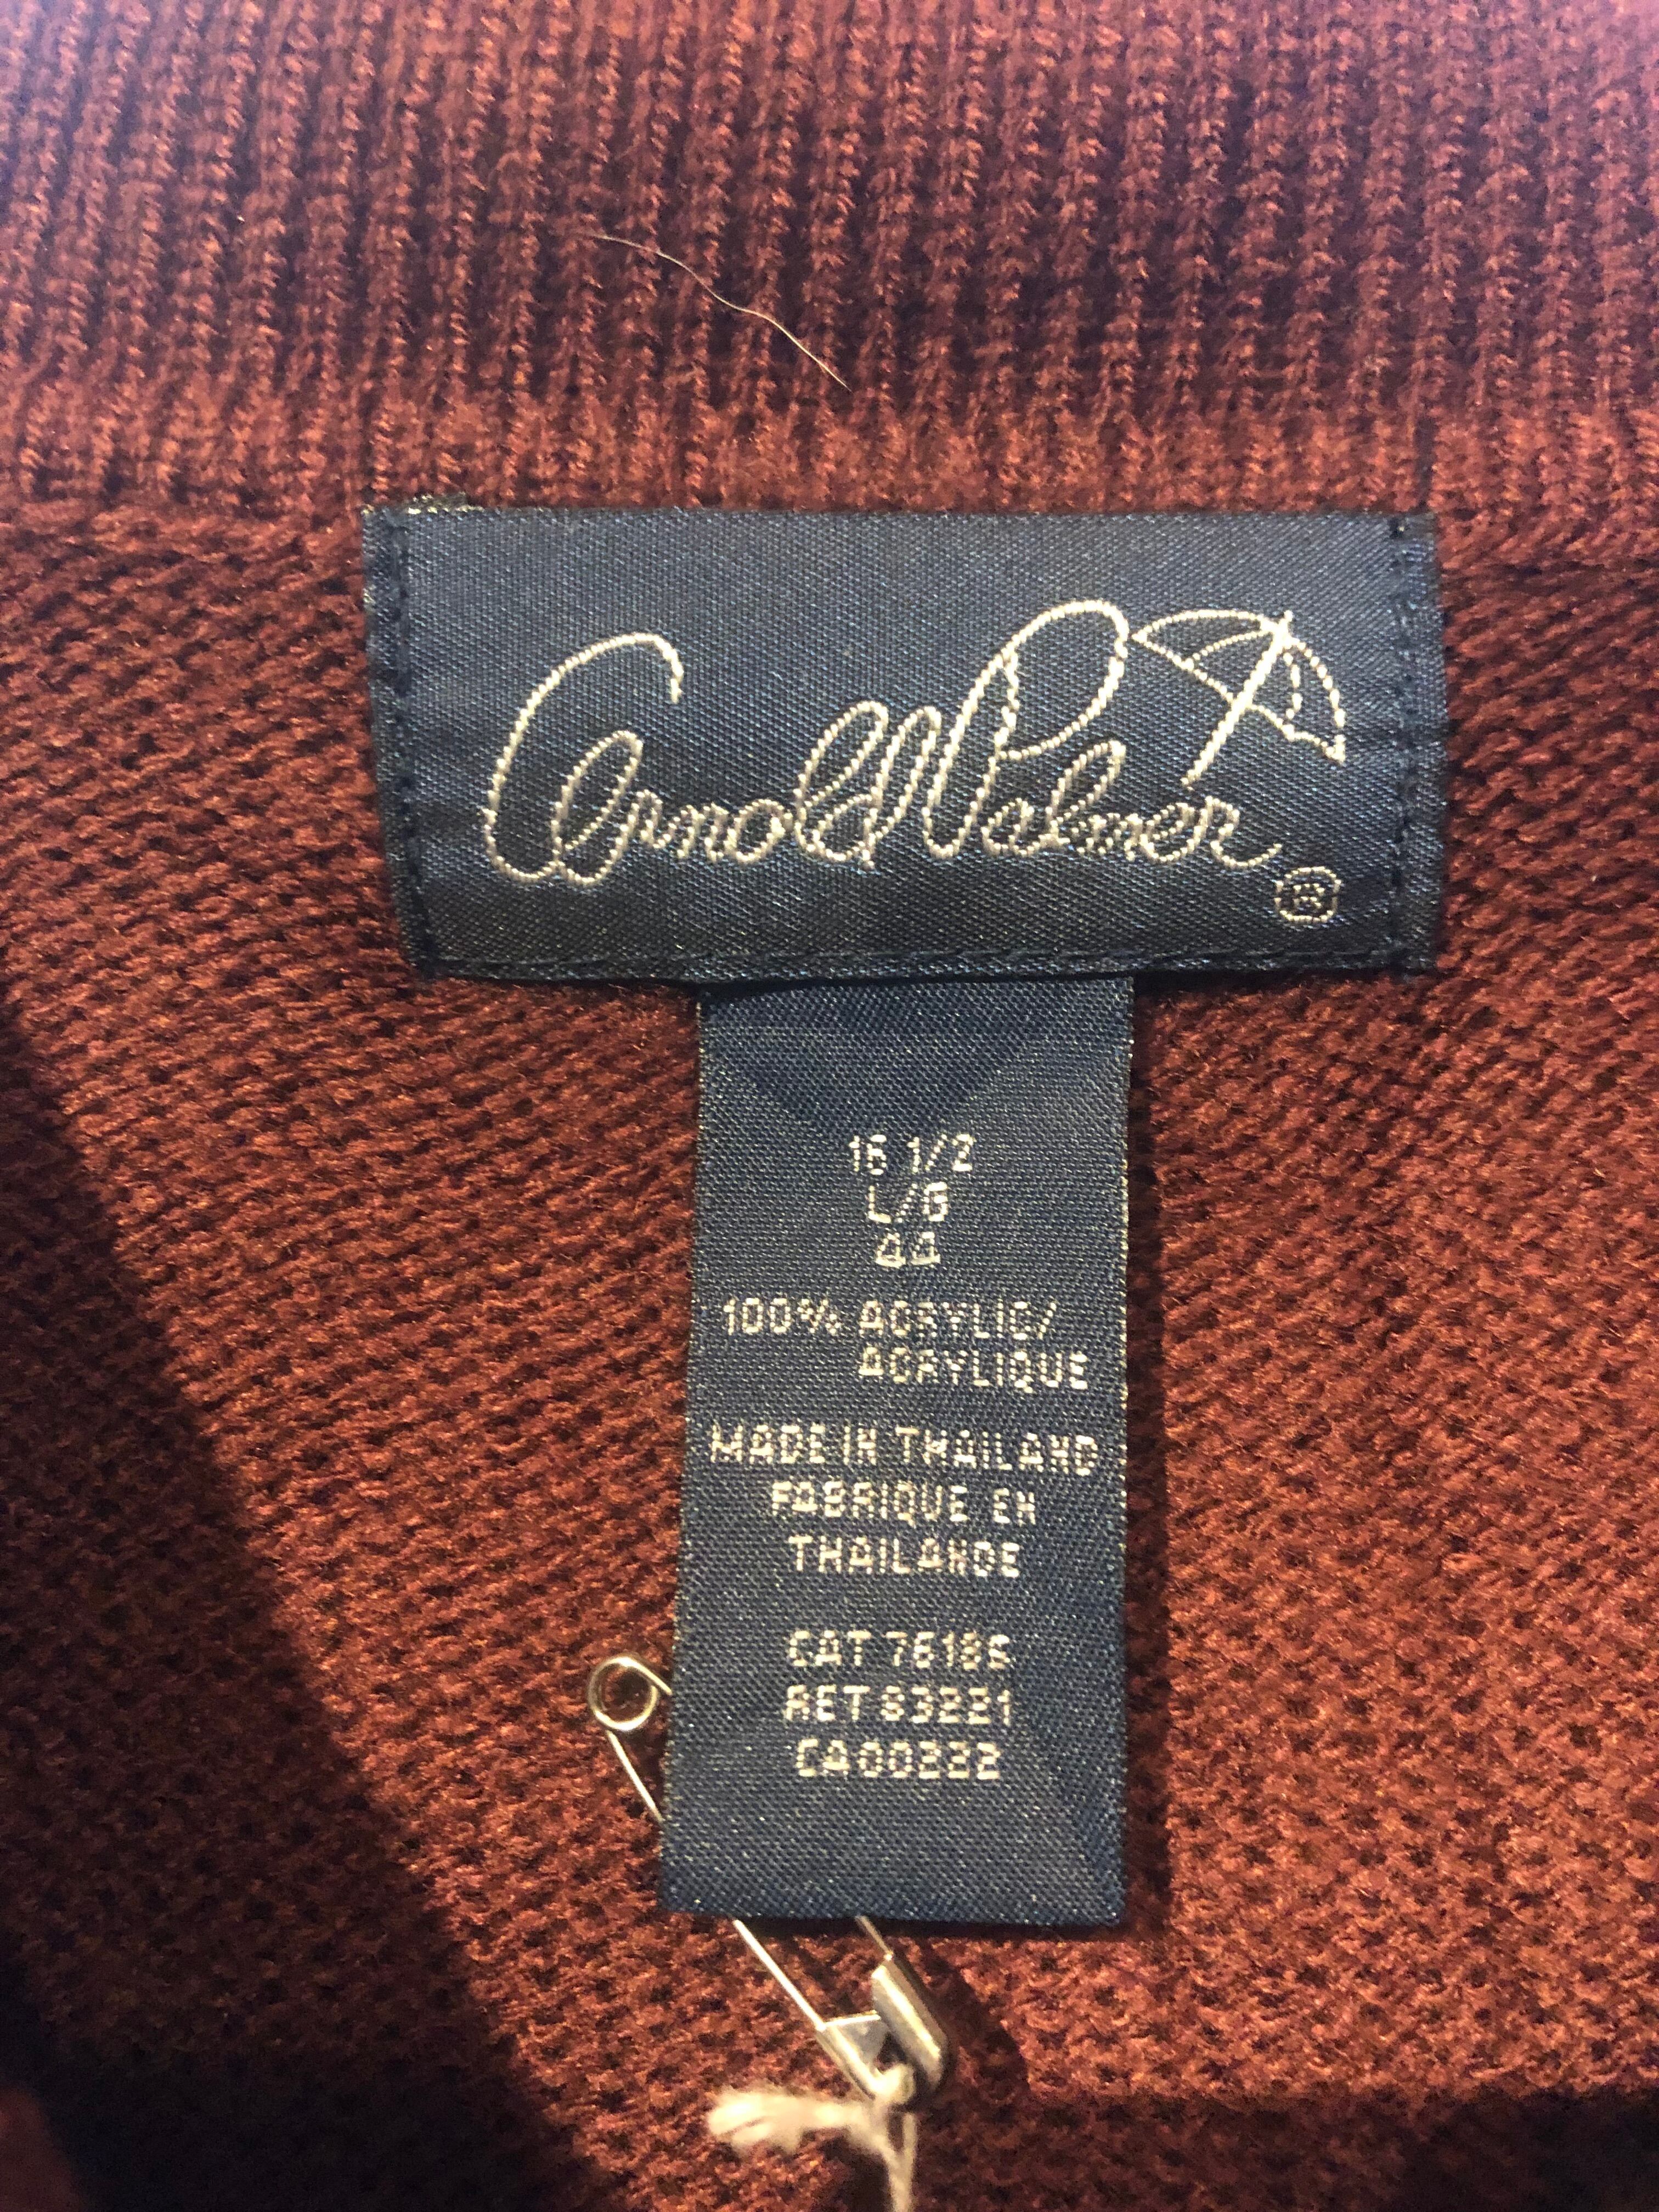 Arnold Palmer ®
16 1/2
L/G
44
100% ACRYLIC/
ACRYLIQUE
MADE IN THAILAND
FABRIQUE EN
THAILANDE
CAT 76186
RET 83221
CA00222